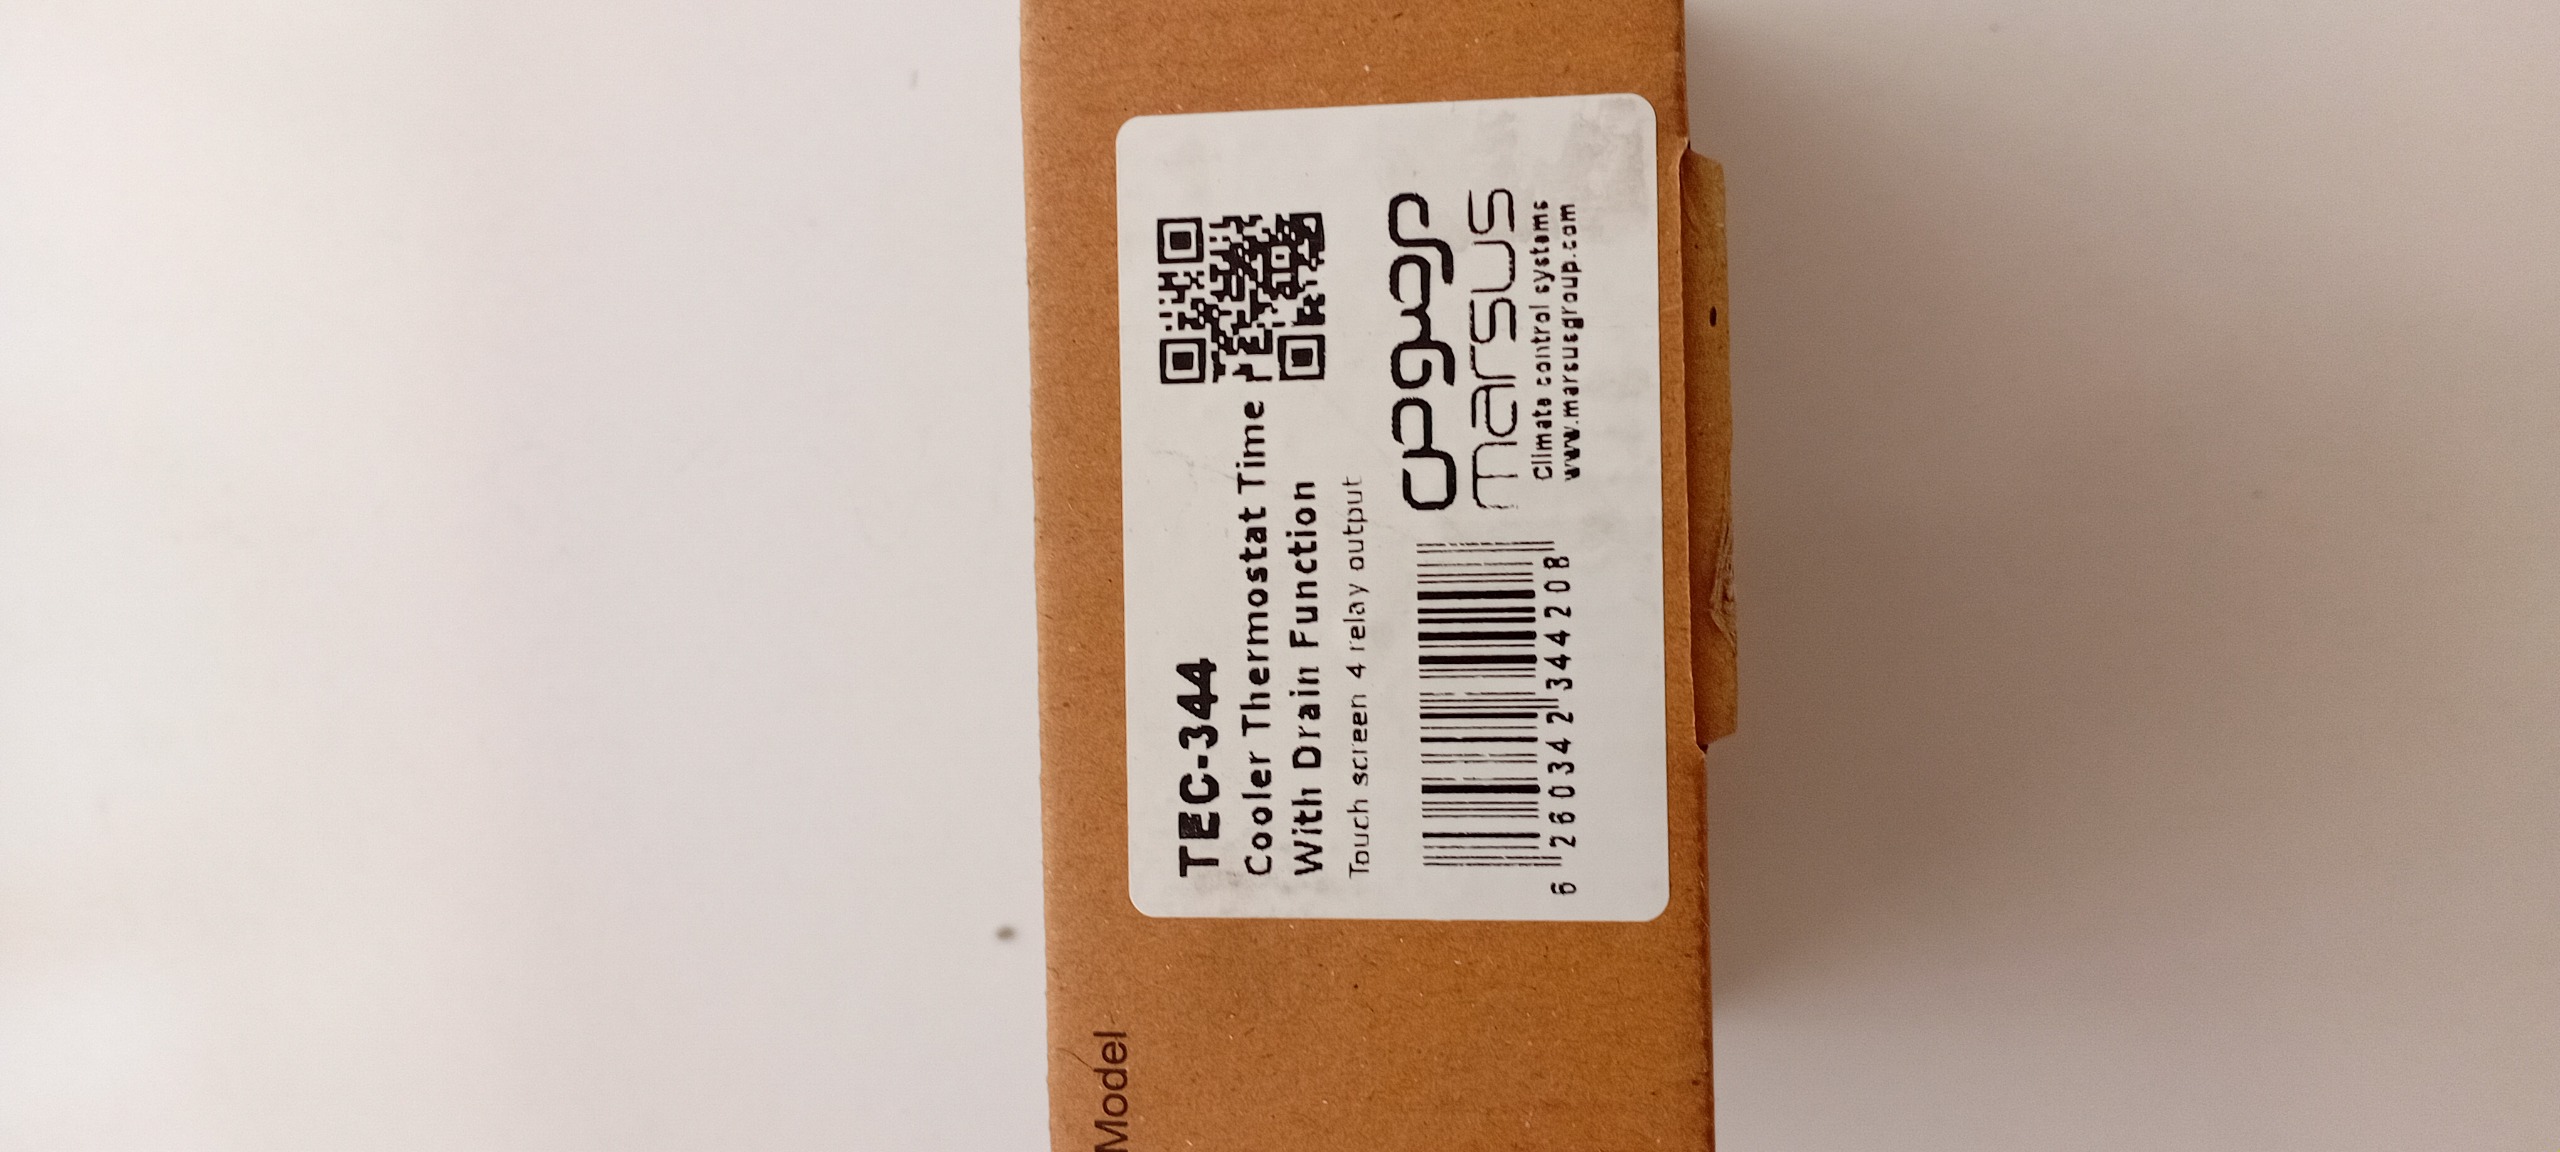 TEC-344
Cooler Thermostat Time
With Drain Function
Touch screen 4 relay output
6 260342 344208
مرصوص
marsus
Climate control systems
www.marsusgroup.com
Model